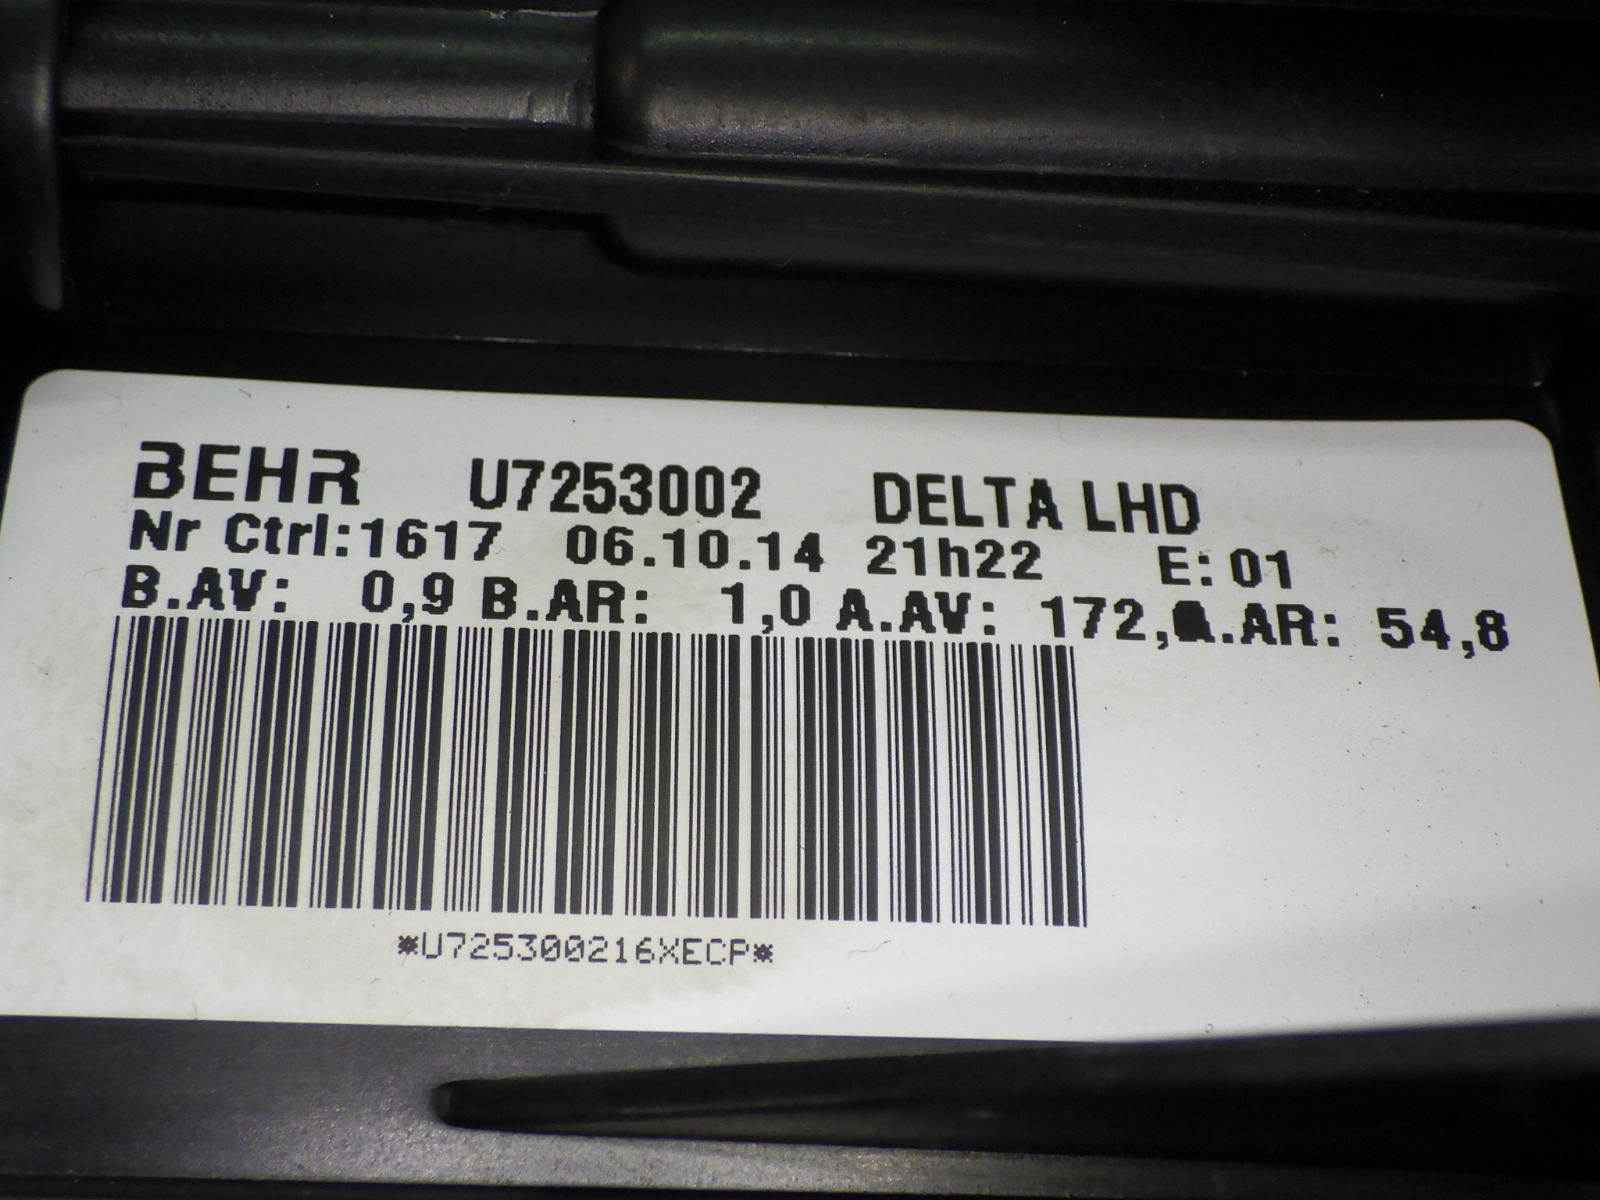 BEHR U7253002 DELTA LHD
Nr Ctrl:1617 06.10.14 21h22 E: 01
B.AV: 0,9 B.AR: 1,0 A.AV: 172, .AR: 54,8
*U725300216XECP*